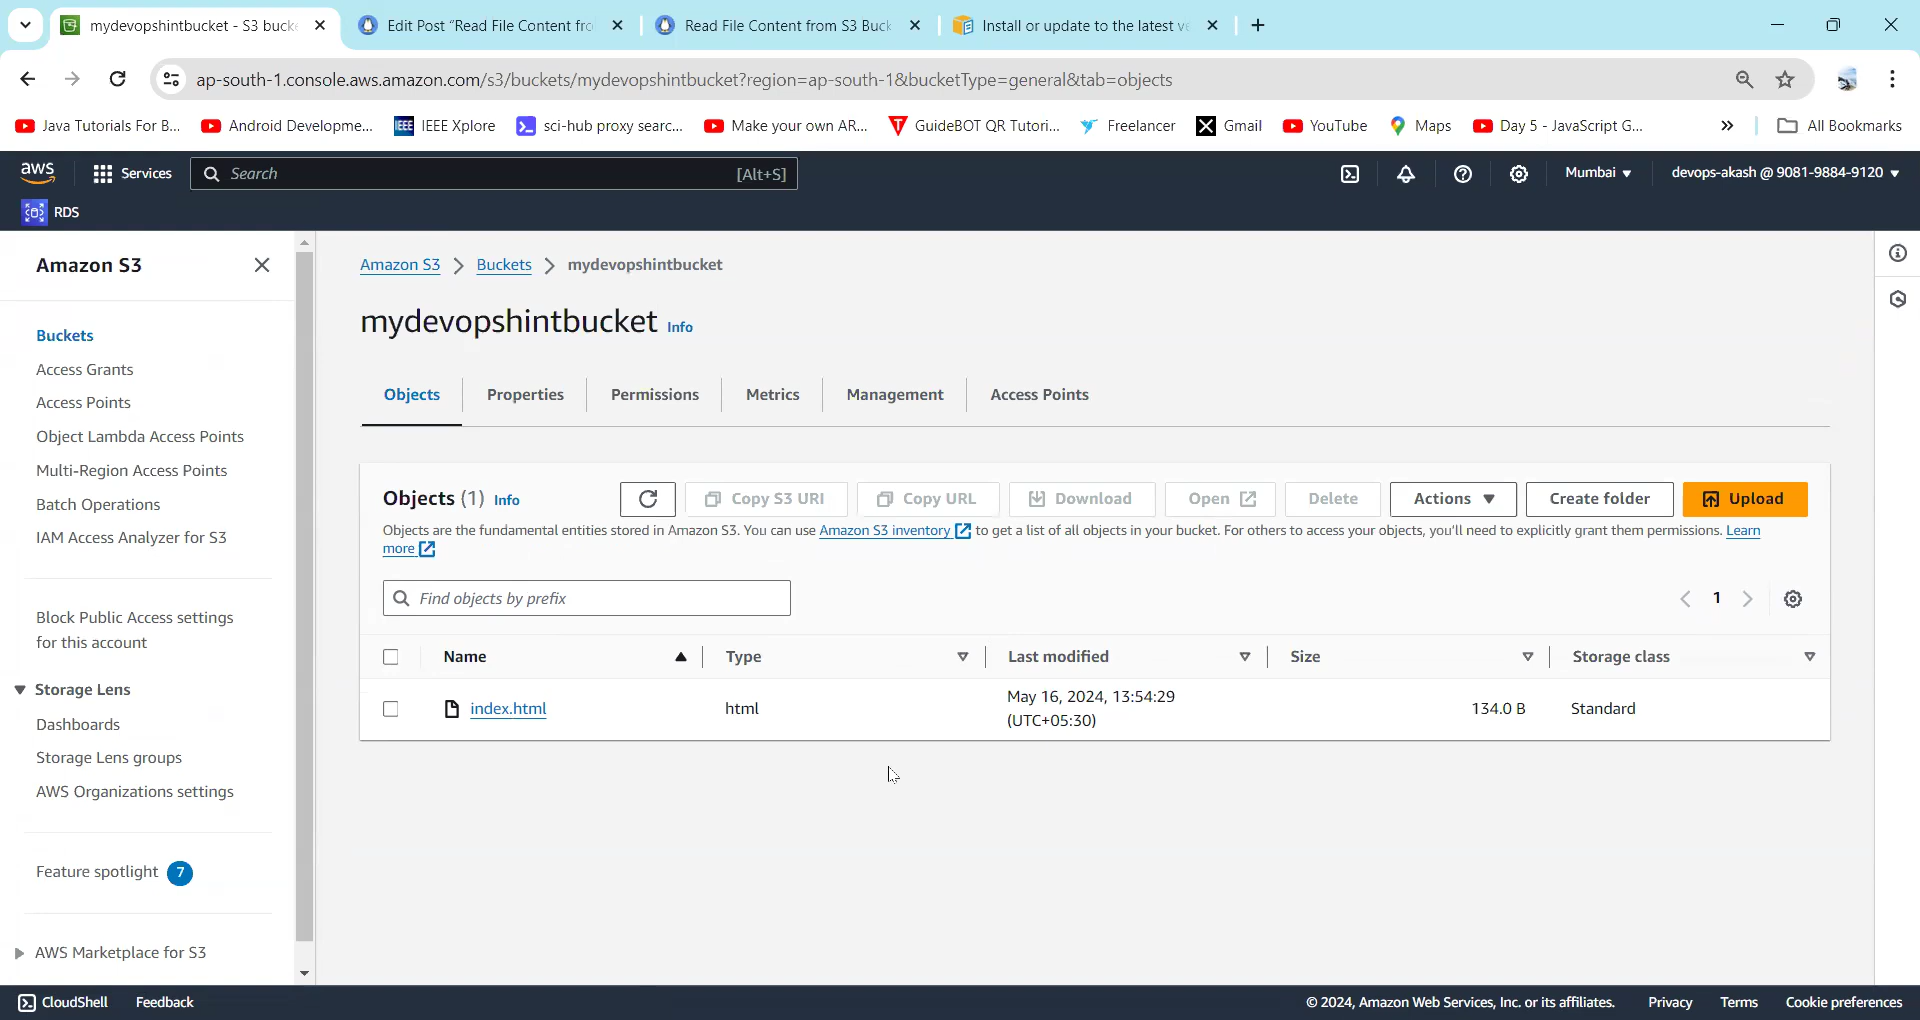 mydevopshintbucket - S3 buck
Edit Post “Read File Content fro
Read File Content from S3 Buck
Install or update to the latest ve
ap-south-1.console.aws.amazon.com/s3/buckets/mydevopshintbucket?region=ap-south-1&bucketType=general&tab=objects
Java Tutorials For B...
Android Developme...
IEEE Xplore
sci-hub proxy searc...
Make your own AR...
GuideBOT QR Tutori...
Freelancer
Gmail
YouTube
Maps
Day 5 - JavaScript G...
All Bookmarks
aws
Services
Search
[Alt+S]
Mumbai
devops-akash @ 9081-9884-9120
RDS
Amazon S3
Buckets
Access Grants
Access Points
Object Lambda Access Points
Multi-Region Access Points
Batch Operations
IAM Access Analyzer for S3
Block Public Access settings
for this account
Storage Lens
Dashboards
Storage Lens groups
AWS Organizations settings
Feature spotlight 7
AWS Marketplace for S3
Amazon S3 > Buckets > mydevopshintbucket
mydevopshintbucket Info
Objects
Properties
Permissions
Metrics
Management
Access Points
Objects (1) Info
Copy S3 URI
Copy URL
Download
Open
Delete
Actions
Create folder
Upload
Objects are the fundamental entities stored in Amazon S3. You can use Amazon S3 inventory to get a list of all objects in your bucket. For others to access your objects, you'll need to explicitly grant them permissions. Learn
more
Find objects by prefix
1
Name
Type
Last modified
Size
Storage class
index.html
html
May 16, 2024, 13:54:29
(UTC+05:30)
134.0 B
Standard
CloudShell
Feedback
© 2024, Amazon Web Services, Inc. or its affiliates.
Privacy
Terms
Cookie preferences